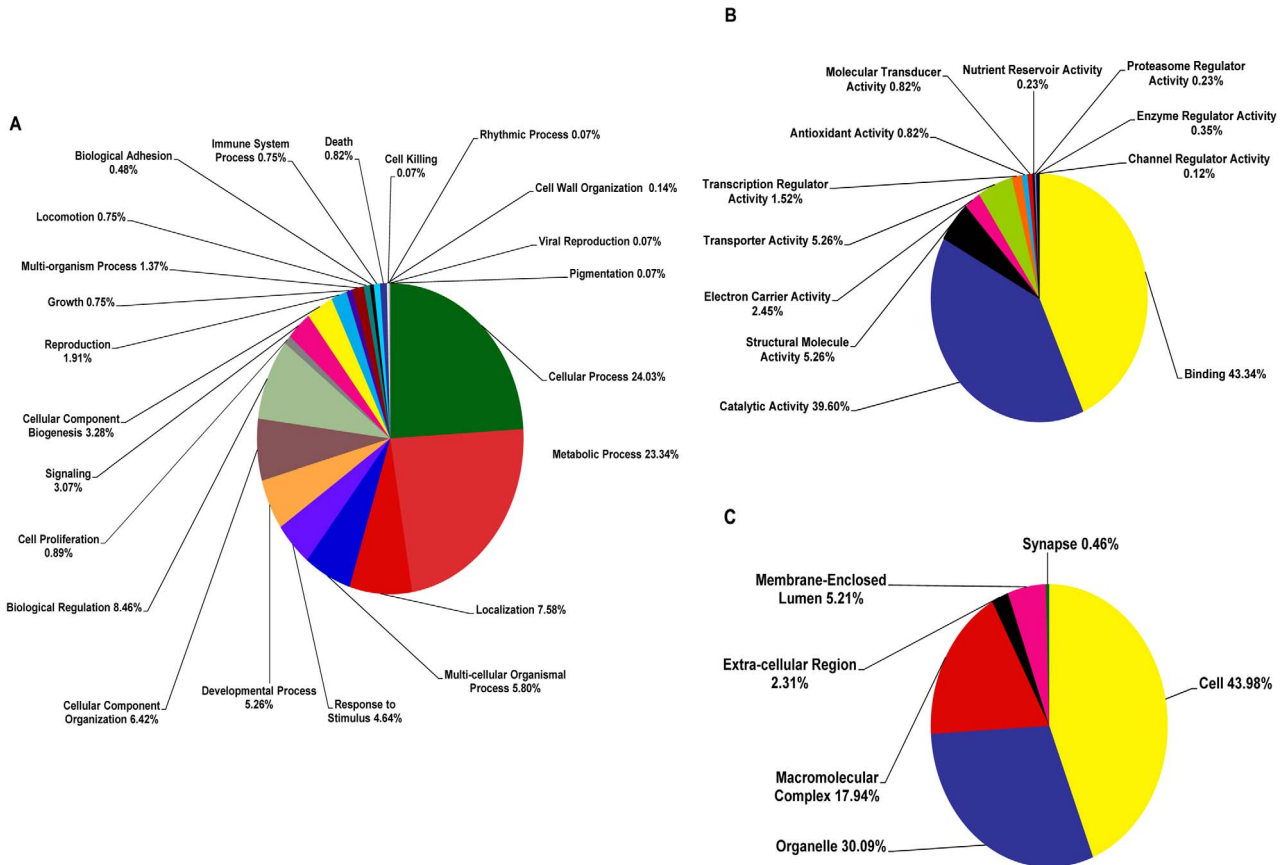 A
Biological Adhesion
0.48%
Immune System
Process 0.75%
Death
0.82%
Cell Killing
0.07%
Rhythmic Process 0.07%
Cell Wall Organization 0.14%
Viral Reproduction 0.07%
Pigmentation 0.07%
Locomotion 0.75%
Multi-organism Process 1.37%
Growth 0.75%
Reproduction
1.91%
Cellular Component
Biogenesis 3.28%
Signaling
3.07%
Cell Proliferation
0.89%
Biological Regulation 8.46%
Cellular Component
Organization 6.42%
Developmental Process
5.26%
Response to
Stimulus 4.64%
Multi-cellular Organismal
Process 5.80%
Localization 7.58%
Metabolic Process 23.34%
Cellular Process 24.03%
B
Molecular Transducer
Activity 0.82%
Nutrient Reservoir Activity
0.23%
Proteasome Regulator
Activity 0.23%
Enzyme Regulator Activity
0.35%
Channel Regulator Activity
0.12%
Antioxidant Activity 0.82%
Transcription Regulator
Activity 1.52%
Transporter Activity 5.26%
Electron Carrier Activity
2.45%
Structural Molecule
Activity 5.26%
Catalytic Activity 39.60%
Binding 43.34%
C
Synapse 0.46%
Membrane-Enclosed
Lumen 5.21%
Extra-cellular Region
2.31%
Cell 43.98%
Macromolecular
Complex 17.94%
Organelle 30.09%